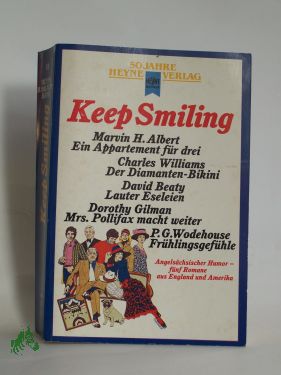 50 JAHRE
HEYNE VERLAG
Keep Smiling
Marvin H. Albert
Ein Appartement für drei
Charles Williams
Der Diamanten-Bikini
David Beaty
Lauter Eseleien
Dorothy Gilman
Mrs. Pollifax macht weiter
P.G. Wodehouse
Frühlingsgefühle
Angelsächsischer Humor –
fünf Romane
aus England und Amerika
Keep Smiling